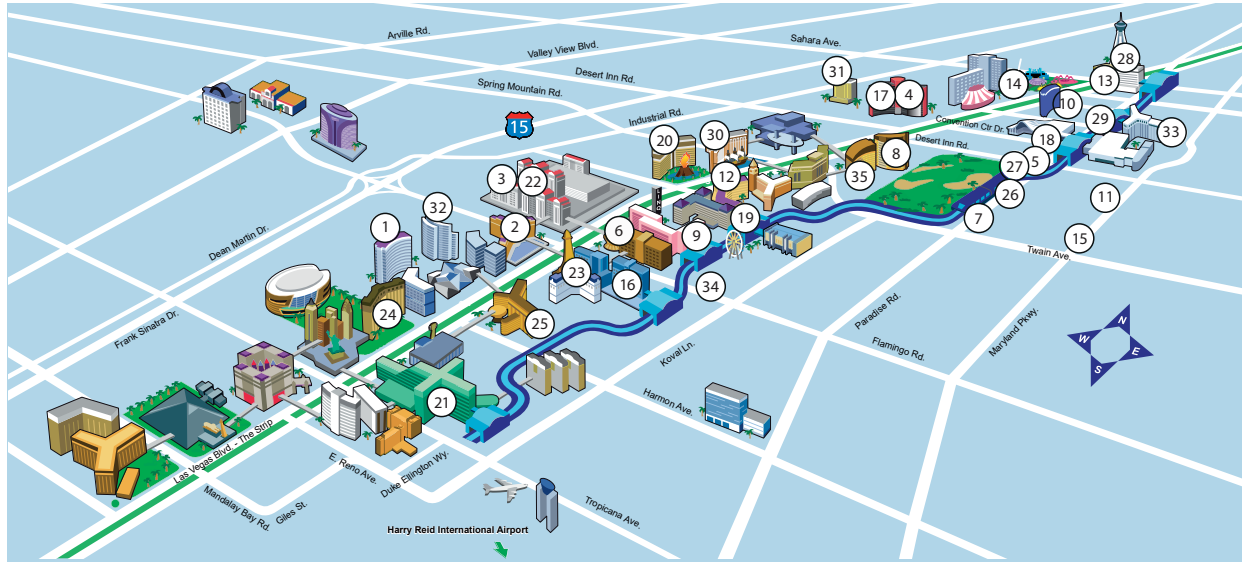 Arville Rd.
Sahara Ave.
Valley View Blvd.
Desert Inn Rd.
Spring Mountain Rd.
Industrial Rd.
15
Convention Ctr Dr.
Desert Inn Rd.
28
31
14
13
17
4
10
29
33
18
20
30
8
5
27
3
22
12
35
26
11
32
1
2
6
19
9
7
15
Twain Ave.
Dean Martin Dr.
23
16
34
24
25
Frank Sinatra Dr.
Paradise Rd.
Maryland Pkwy.
N
W
E
S
Koval Ln.
Flamingo Rd.
21
Harmon Ave.
Las Vegas Blvd - The Strip
E. Reno Ave.
Duke Ellington Wy.
Mandalay Bay Rd.
Giles St.
Tropicana Ave.
Harry Reid International Airport